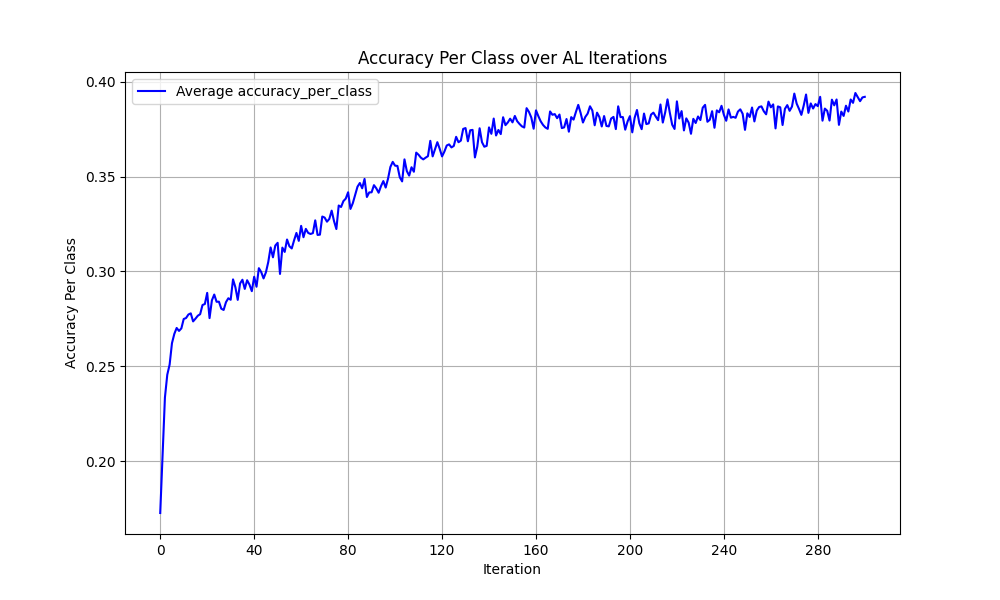 Accuracy Per Class over AL Iterations
Average accuracy_per_class
0.40
0.35
0.30
0.25
0.20
Accuracy Per Class
0 40 80 120 160 200 240 280
Iteration